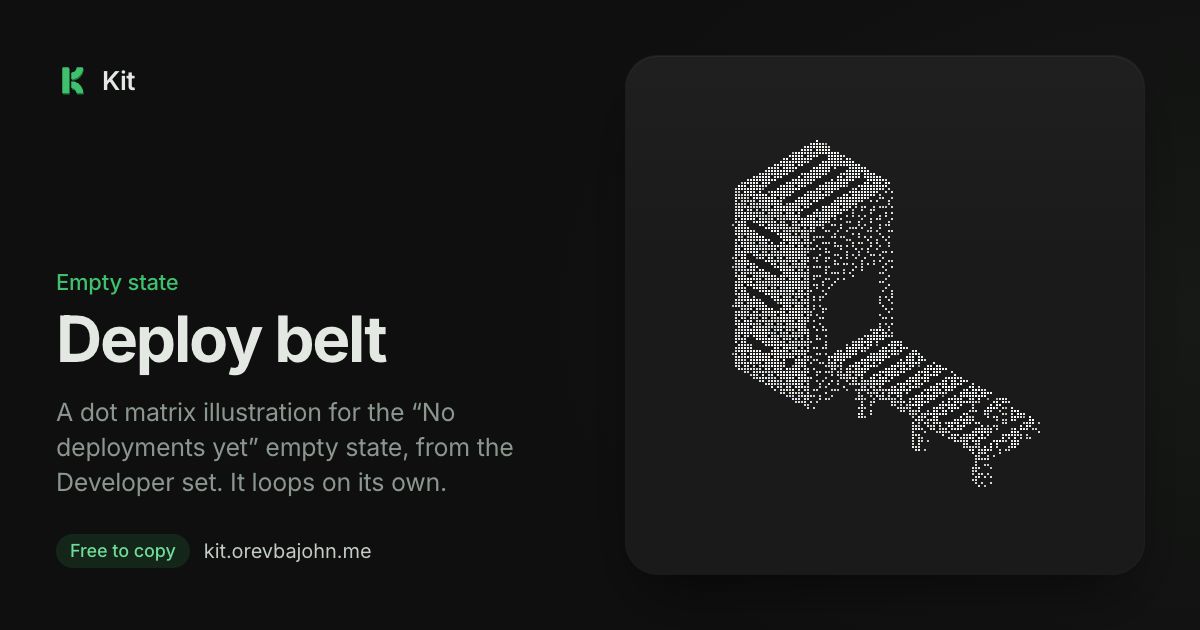 Kit
Empty state
Deploy belt
A dot matrix illustration for the “No
deployments yet” empty state, from the
Developer set. It loops on its own.
Free to copy
kit.orevbajohn.me